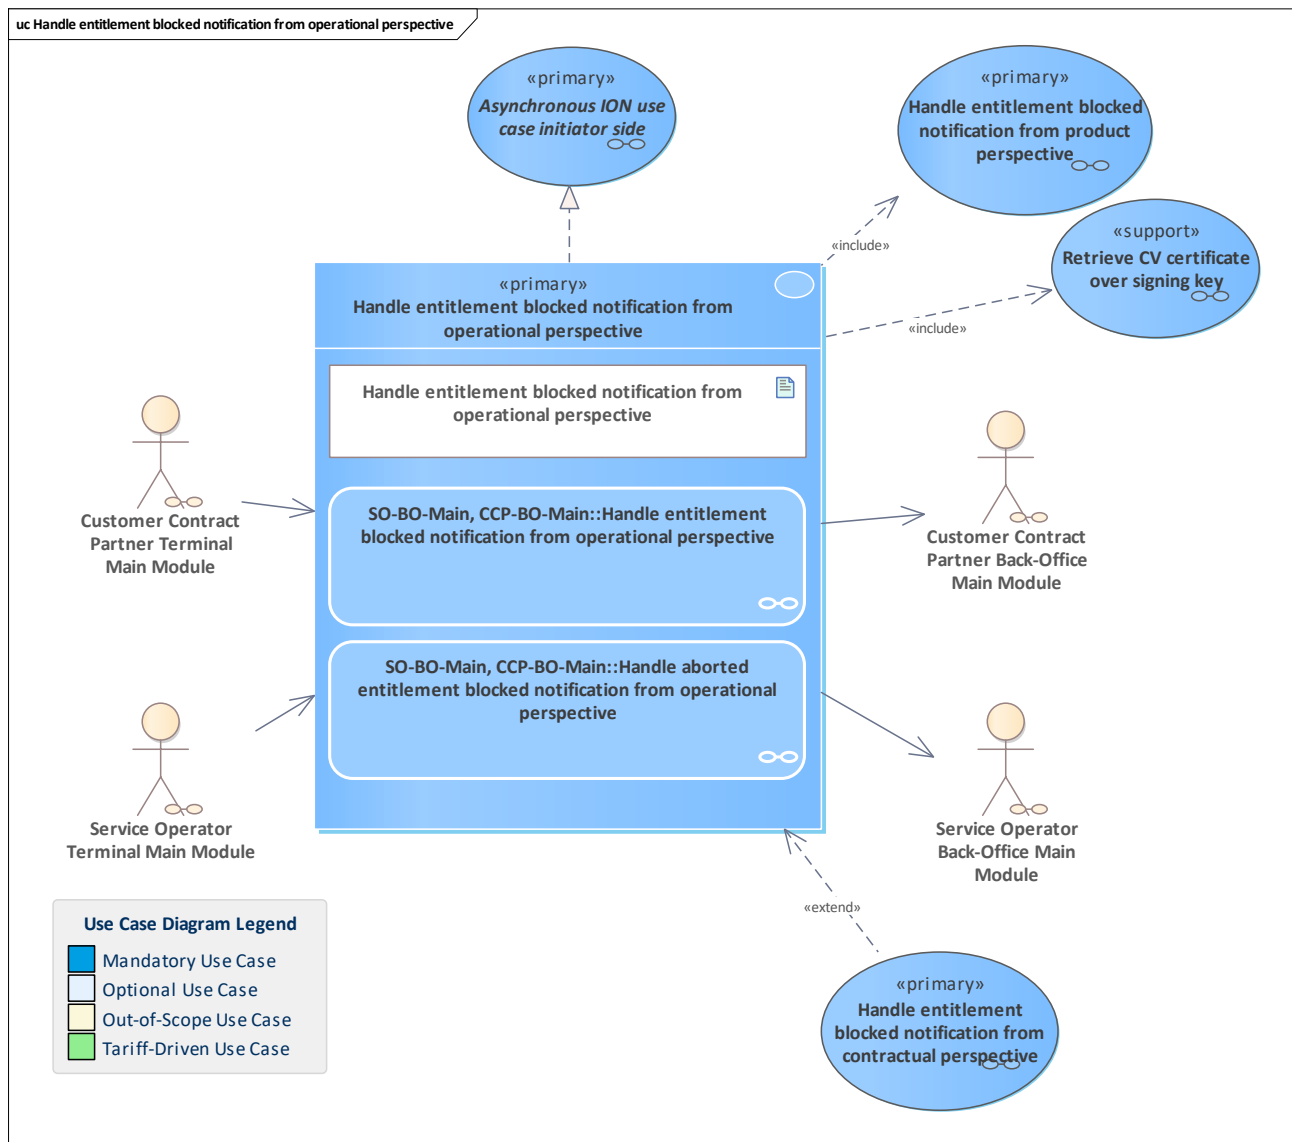 uc Handle entitlement blocked notification from operational perspective
«primary»
Asynchronous ION use
case initiator side
«primary»
Handle entitlement blocked
notification from product
perspective
«support»
Retrieve CV certificate
over signing key
«include»
«include»
«primary»
Handle entitlement blocked notification from
operational perspective
Handle entitlement blocked notification from
operational perspective
SO-BO-Main, CCP-BO-Main::Handle entitlement
blocked notification from operational perspective
SO-BO-Main, CCP-BO-Main::Handle aborted
entitlement blocked notification from operational
perspective
Customer Contract
Partner Terminal
Main Module
Customer Contract
Partner Back-Office
Main Module
Service Operator
Terminal Main Module
Service Operator
Back-Office Main
Module
«extend»
«primary»
Handle entitlement
blocked notification from
contractual perspective
Use Case Diagram Legend
Mandatory Use Case
Optional Use Case
Out-of-Scope Use Case
Tariff-Driven Use Case